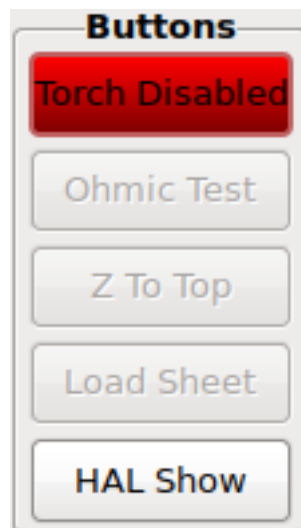 Buttons
Torch Disabled
Ohmic Test
Z To Top
Load Sheet
HAL Show